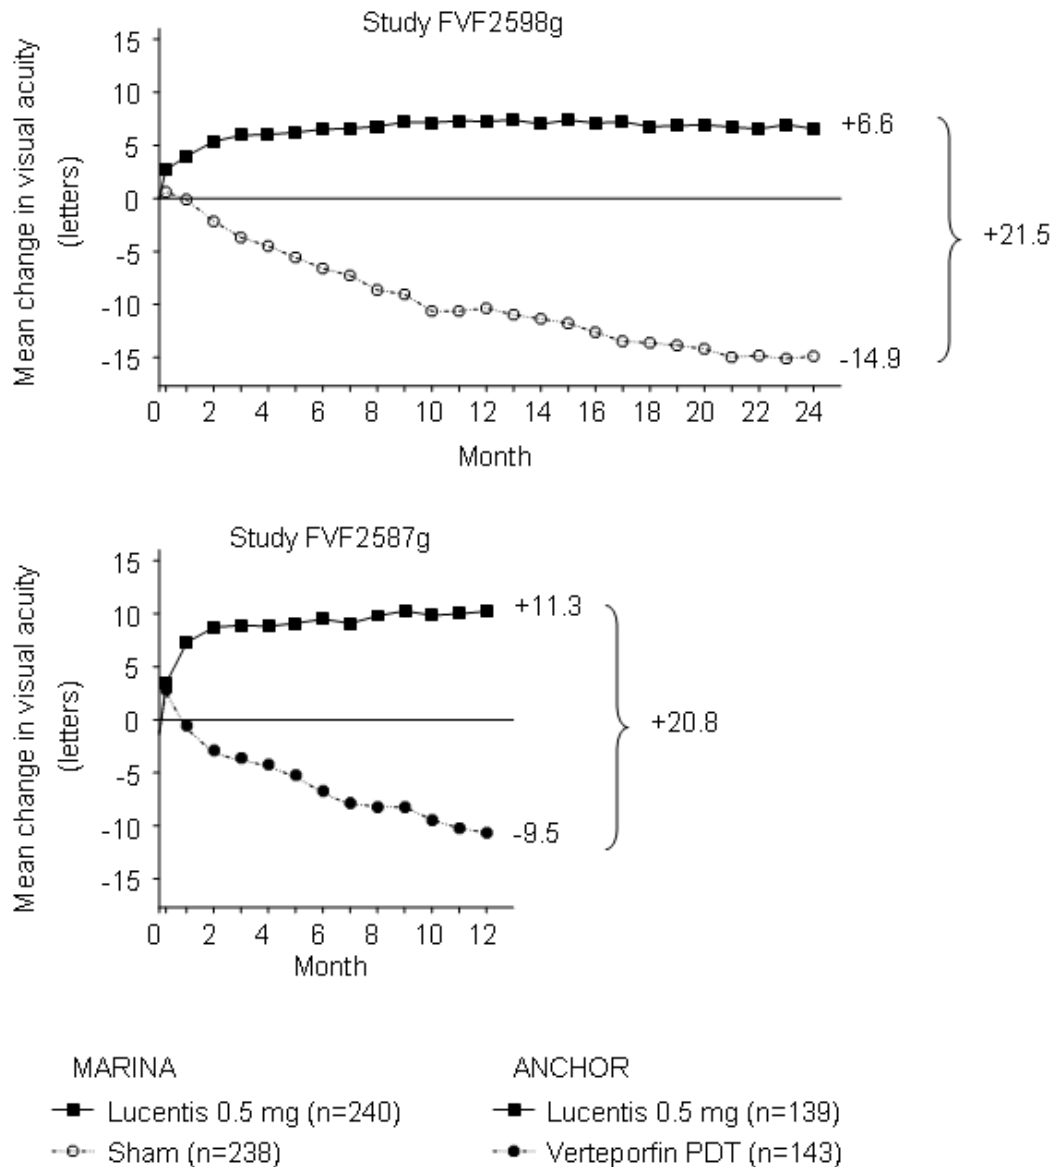 Study FVF2598g
Mean change in visual acuity
(letters)
15
10
5
0
-5
-10
-15
+6.6
-14.9
+21.5
0 2 4 6 8 10 12 14 16 18 20 22 24
Month
Study FVF2587g
Mean change in visual acuity
(letters)
15
10
5
0
-5
-10
-15
+11.3
-9.5
+20.8
0 2 4 6 8 10 12
Month
MARINA
Lucentis 0.5 mg (n=240)
Sham (n=238)
ANCHOR
Lucentis 0.5 mg (n=139)
Verteporfin PDT (n=143)